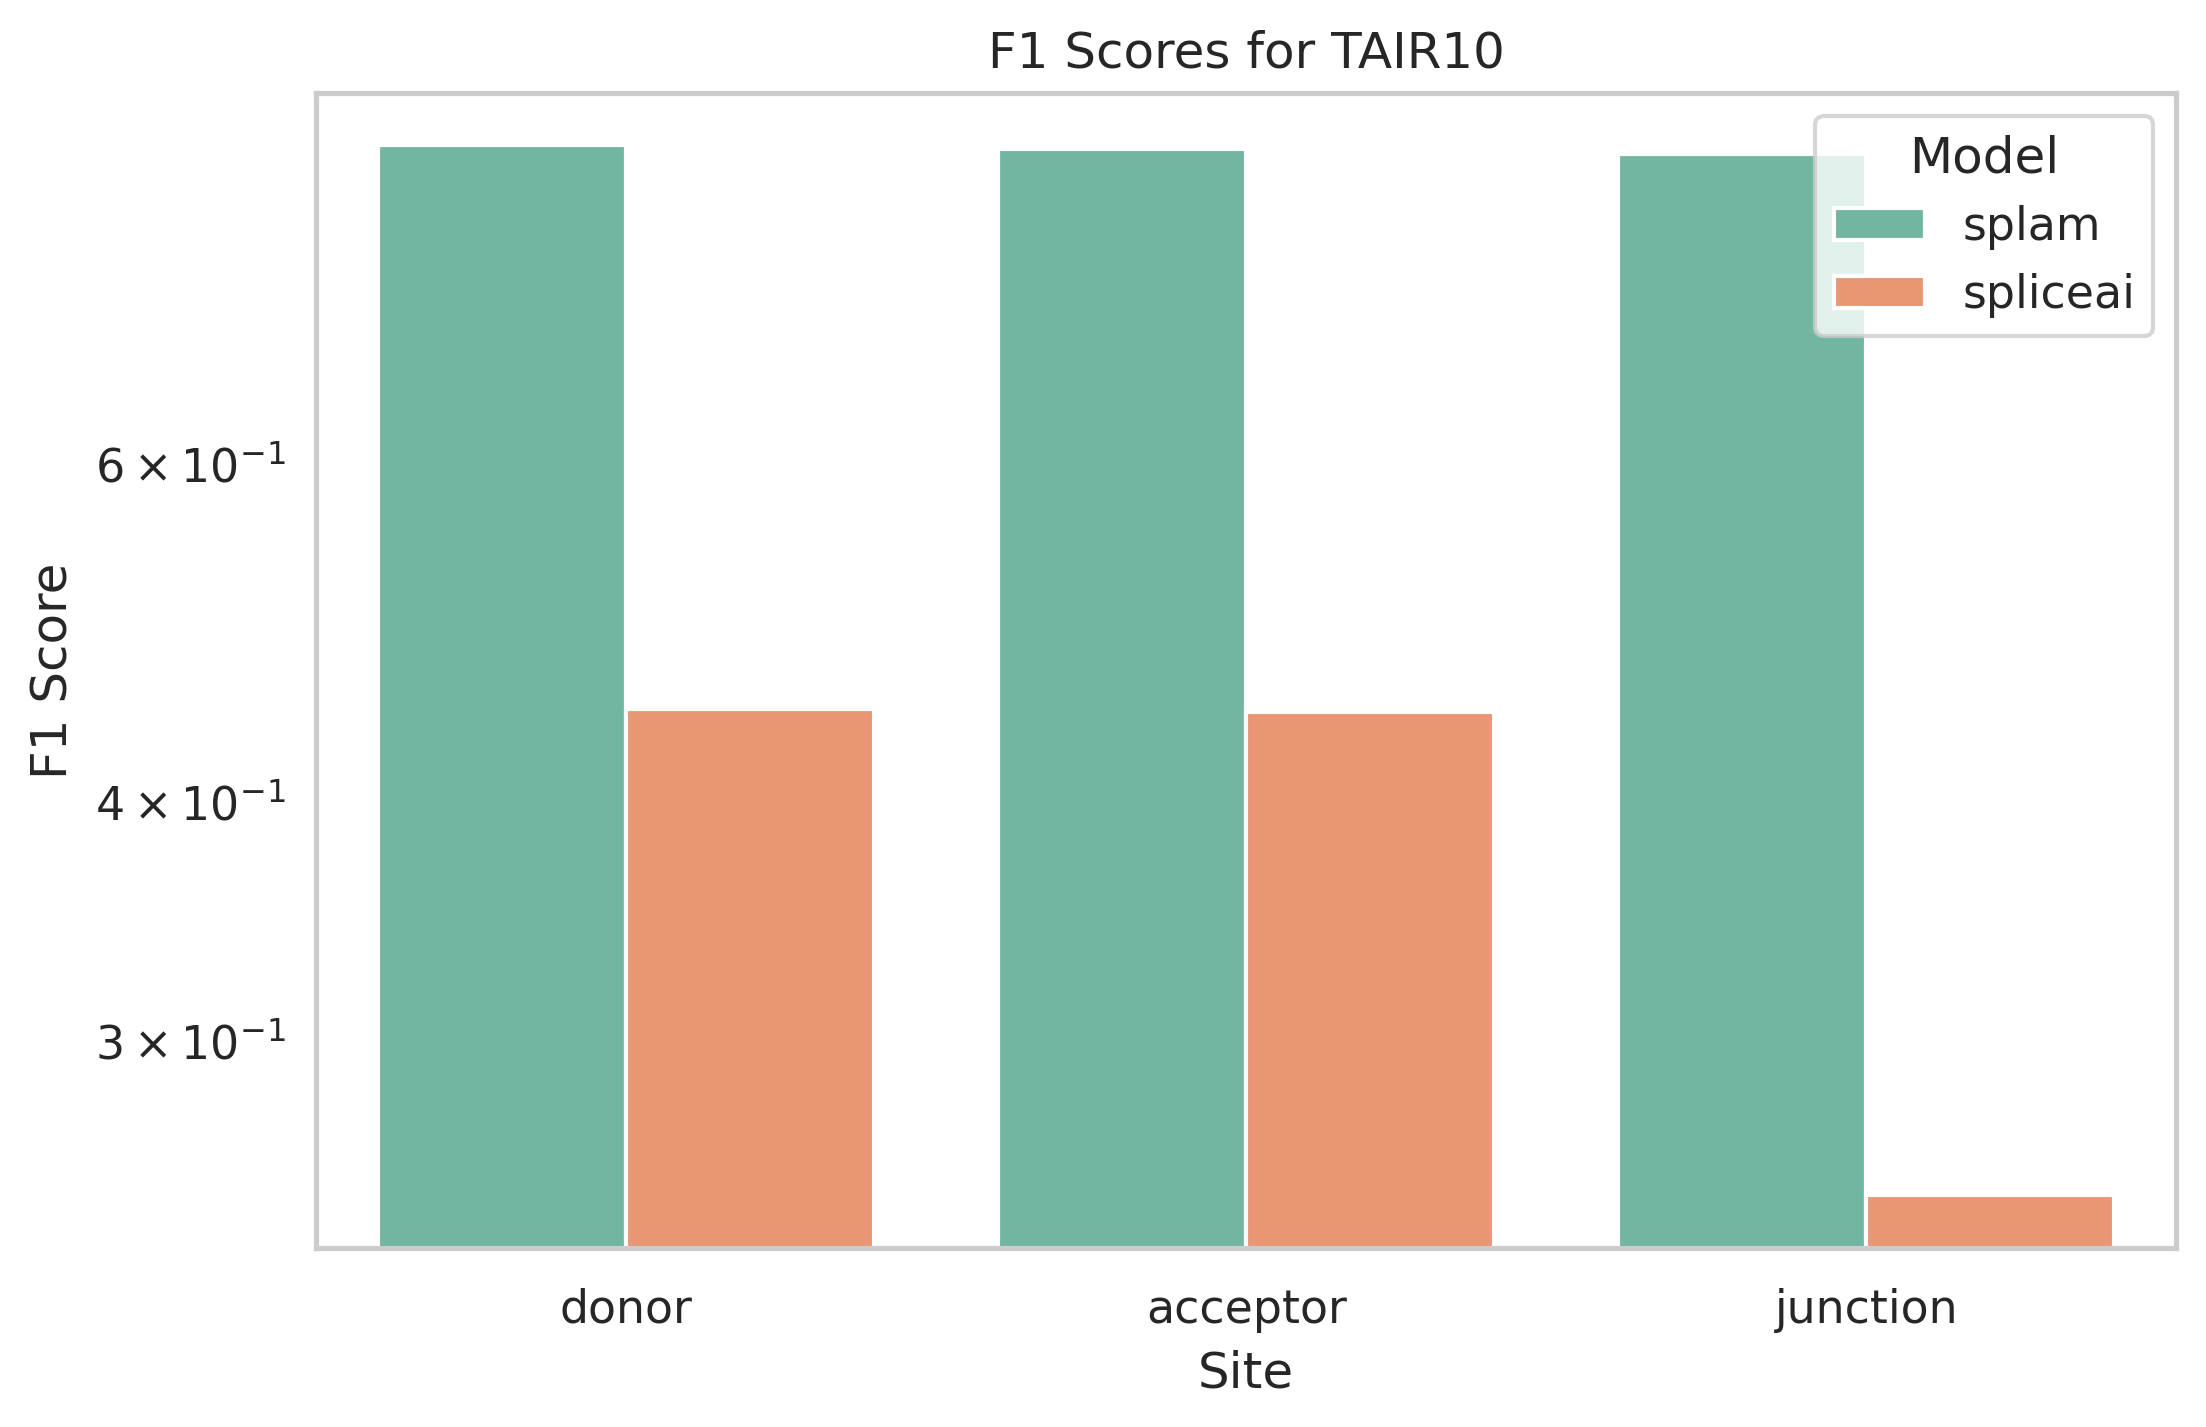 F1 Scores for TAIR10
Model
splam
spliceai
F1 Score
6 × 10⁻¹
4 × 10⁻¹
3 × 10⁻¹
donor
acceptor
junction
Site